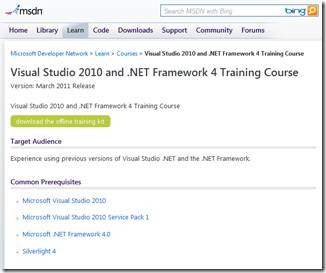 msdn
Search MSDN with Bing
bing
Home Library Learn Code Downloads Support Community Forums
Microsoft Developer Network > Learn > Courses > Visual Studio 2010 and .NET Framework 4 Training Course
Visual Studio 2010 and .NET Framework 4 Training Course
Version: March 2011 Release
Visual Studio 2010 and .NET Framework 4 Training Course
download the offline training kit
Target Audience
Experience using previous versions of Visual Studio .NET and the .NET Framework.
Common Prerequisites
Microsoft Visual Studio 2010
Microsoft Visual Studio 2010 Service Pack 1
Microsoft .NET Framework 4.0
Silverlight 4